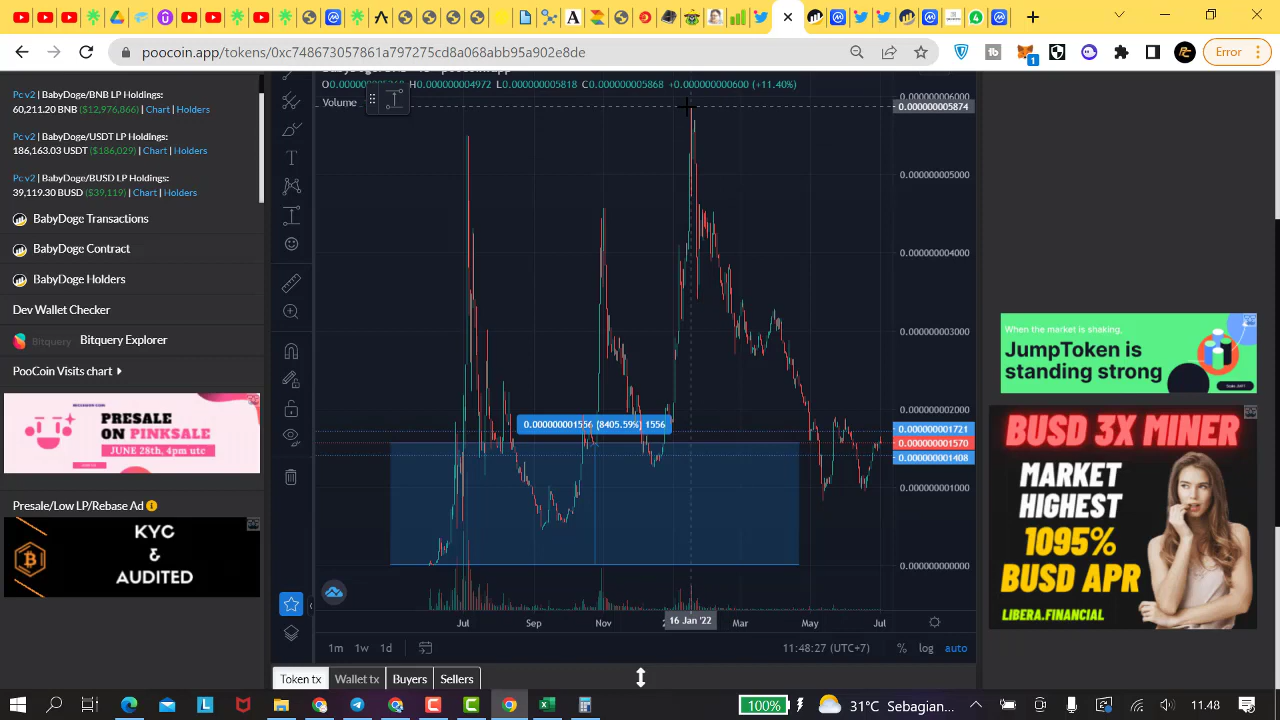 poocoin.app/tokens/0xc748673057861a797275cd8a068abb95a902e8de
1
Error
Pc v2 | BabyDoge/BNB LP Holdings:
60,211.20 BNB ($12,976,866) | Chart | Holders
Pc v2 | BabyDoge/USDT LP Holdings:
186,163.03 USDT ($186,029) | Chart | Holders
Pc v2 | BabyDoge/BUSD LP Holdings:
39,119.30 BUSD ($39,119) | Chart | Holders
BabyDoge Transactions
BabyDoge Contract
BabyDoge Holders
Dev Wallet Checker
Bitquery Bitquery Explorer
PooCoin Visits chart
PRESALE
ON PINKSALE
JUNE 28th, 4pm utc
Presale/Low LP/Rebase Ad
KYC
&
AUDITED
H0.000000004972 L0.000000005818 C0.000000005868 +0.000000000600 (+11.40%)
Volume
0.000000001556 (8405.59%) 1556
0.000000006000
0.000000005874
0.000000005000
0.000000004000
0.000000003000
0.000000002000
0.000000001721
0.000000001570
0.000000001408
0.000000001000
0.000000000000
Jul
Sep
Nov
16 Jan '22
Mar
May
Jul
1m 1w 1d
11:48:27 (UTC+7) % log auto
Token tx Wallet tx Buyers Sellers
When the market is shaking,
JumpToken is
standing strong
BUSD 3X MINER
MARKET
HIGHEST
1095%
BUSD APR
LIBERA.FINANCIAL
100%
31°C Sebagian...
11:48